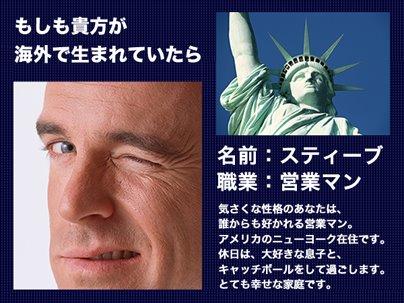 もしも貴方が
海外で生まれていたら
名前：スティーブ
職業：営業マン
気さくな性格のあなたは、
誰からも好かれる営業マン。
アメリカのニューヨーク在住です。
休日は、大好きな息子と、
キャッチボールをして過ごします。
とても幸せな家庭です。